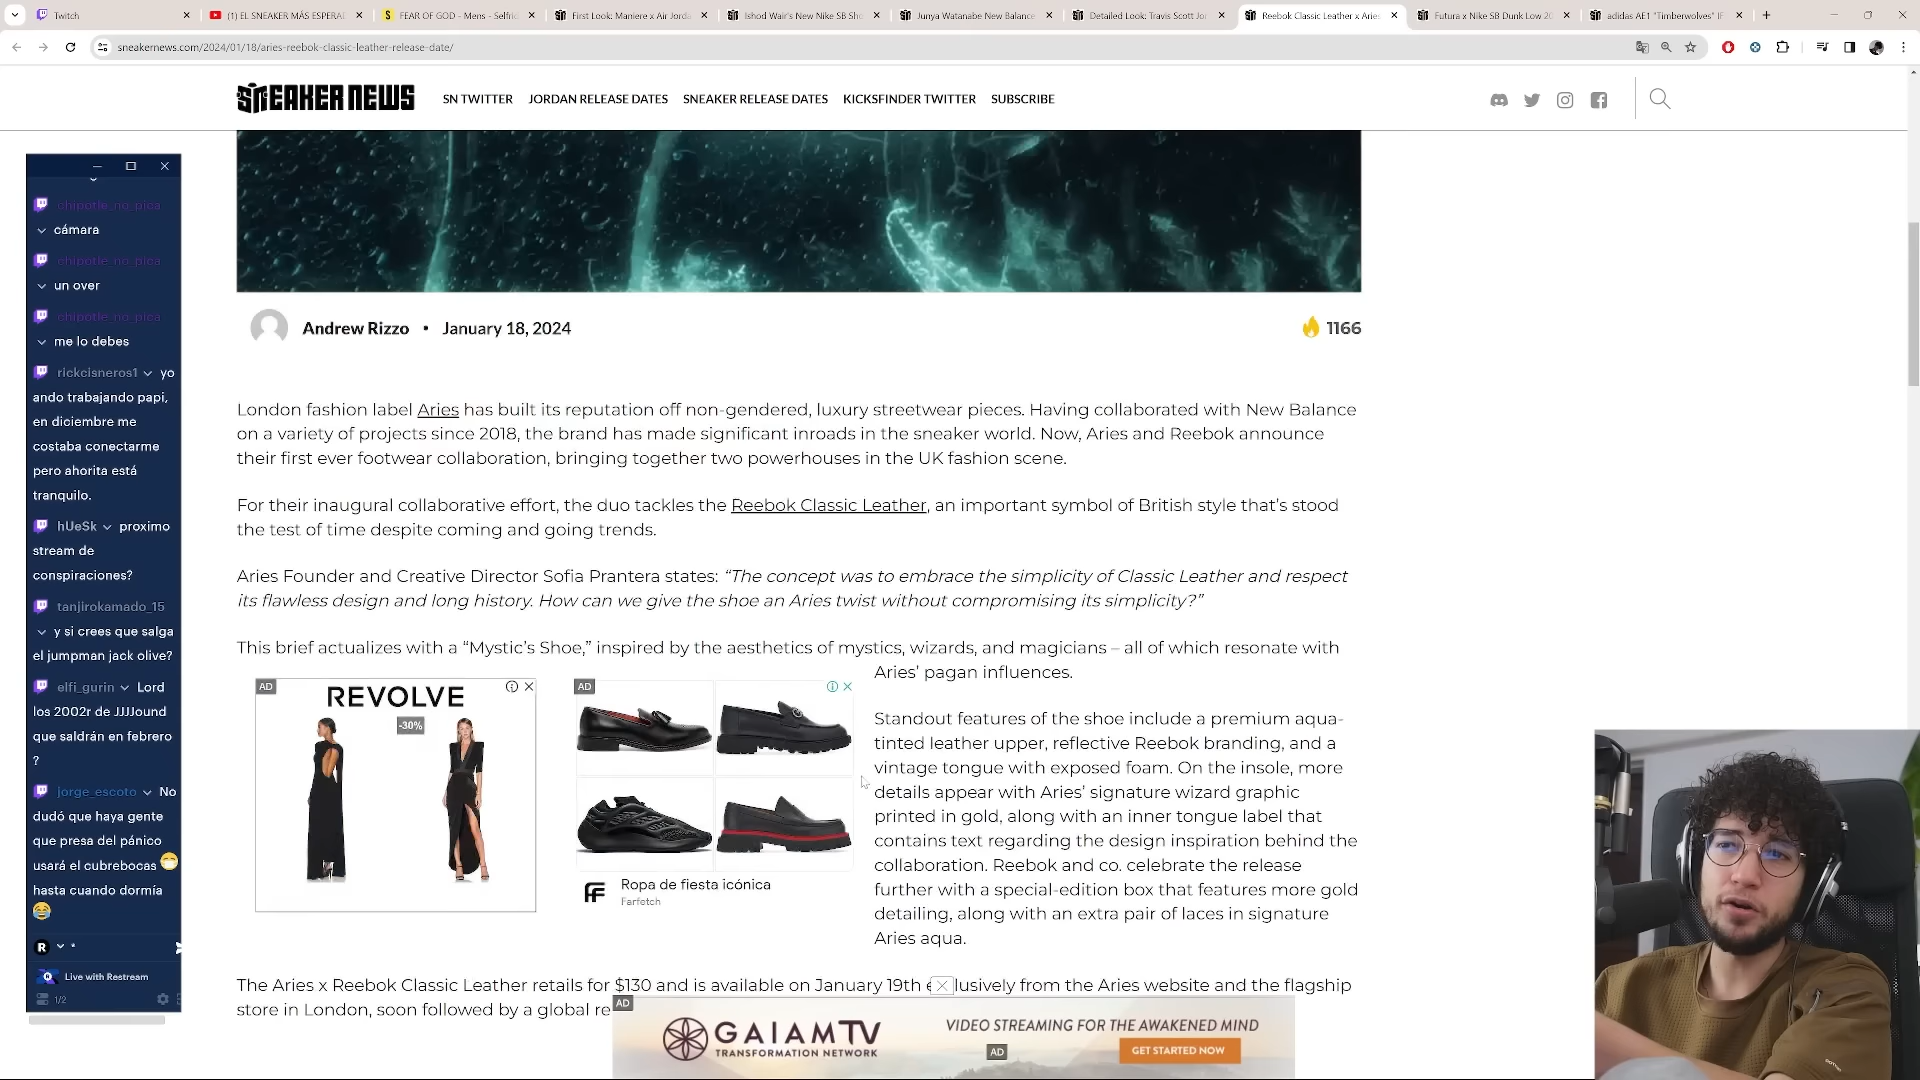 Twitch
(1) EL SNEAKER MÁS ESPERA
FEAR OF GOD - Mens - Selfri
First Look: Maniere x Air Jorda
Ishod Wair's New Nike SB Sh
Junya Watanabe New Balance
Detailed Look: Travis Scott Jor
Reebok Classic Leather x Aries
Futura x Nike SB Dunk Low 20
adidas AE1 "Timberwolves" IF
sneakernews.com/2024/01/18/aries-reebok-classic-leather-release-date/
SNEAKER NEWS
SN TWITTER
JORDAN RELEASE DATES
SNEAKER RELEASE DATES
KICKSFINDER TWITTER
SUBSCRIBE
chipotle_no_pica
cámara
chipotle_no_pica
un over
chipotle_no_pica
me lo debes
rickcisneros1 yo
ando trabajando papi,
en diciembre me
costaba conectarme
pero ahorita está
tranquilo.
hUeSk proximo
stream de
conspiraciones?
tanjirokamado_15
y si crees que salga
el jumpman jack olive?
elfi_gurin Lord
los 2002r de JJJJound
que saldrán en febrero
?
jorge_escoto No
dudó que haya gente
que presa del pánico
usará el cubrebocas 😷
hasta cuando dormía
😂
R
Live with Restream
1/2
Andrew Rizzo • January 18, 2024
1166
London fashion label Aries has built its reputation off non-gendered, luxury streetwear pieces. Having collaborated with New Balance
on a variety of projects since 2018, the brand has made significant inroads in the sneaker world. Now, Aries and Reebok announce
their first ever footwear collaboration, bringing together two powerhouses in the UK fashion scene.
For their inaugural collaborative effort, the duo tackles the Reebok Classic Leather, an important symbol of British style that's stood
the test of time despite coming and going trends.
Aries Founder and Creative Director Sofia Prantera states: “The concept was to embrace the simplicity of Classic Leather and respect
its flawless design and long history. How can we give the shoe an Aries twist without compromising its simplicity?”
This brief actualizes with a “Mystic's Shoe,” inspired by the aesthetics of mystics, wizards, and magicians – all of which resonate with
Aries' pagan influences.
AD
REVOLVE
-30%
AD
Ropa de fiesta icónica
Farfetch
Standout features of the shoe include a premium aqua-
tinted leather upper, reflective Reebok branding, and a
vintage tongue with exposed foam. On the insole, more
details appear with Aries' signature wizard graphic
printed in gold, along with an inner tongue label that
contains text regarding the design inspiration behind the
collaboration. Reebok and co. celebrate the release
further with a special-edition box that features more gold
detailing, along with an extra pair of laces in signature
Aries aqua.
The Aries x Reebok Classic Leather retails for $130 and is available on January 19th e lusively from the Aries website and the flagship
store in London, soon followed by a global re
AD
GAIAMTV
TRANSFORMATION NETWORK
VIDEO STREAMING FOR THE AWAKENED MIND
AD
GET STARTED NOW